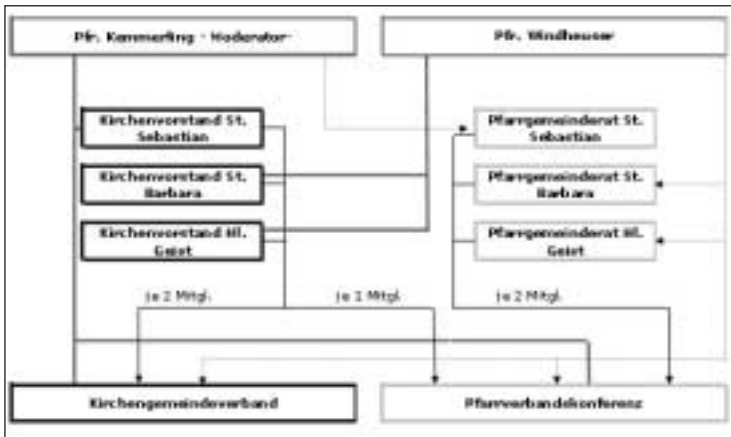 Pfr. Kemmerling - Moderator-
Pfr. Windheuser
Kirchenvorstand St.
Sebastian
Pfarrgemeinderat St.
Sebastian
Kirchenvorstand St.
Barbara
Pfarrgemeinderat St.
Barbara
Kirchenvorstand Hl.
Geist
Pfarrgemeinderat Hl.
Geist
je 2 Mitgl.
je 1 Mitgl.
je 2 Mitgl.
Kirchengemeindeverband
Pfarrverbandskonferenz